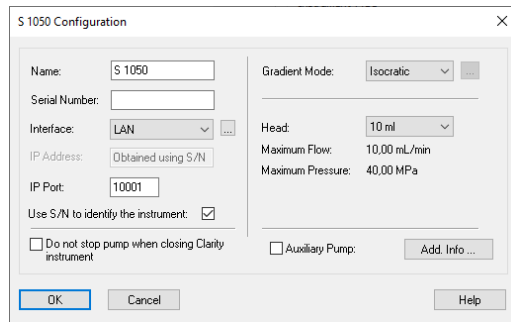 S 1050 Configuration
Name:
S 1050
Serial Number:
Interface:
LAN
...
IP Address:
Obtained using S/N
IP Port:
10001
Use S/N to identify the instrument:
Do not stop pump when closing Clarity
instrument
Gradient Mode:
Isocratic
...
Head:
10 ml
Maximum Flow:
10,00 mL/min
Maximum Pressure:
40,00 MPa
Auxiliary Pump:
Add. Info ...
OK
Cancel
Help